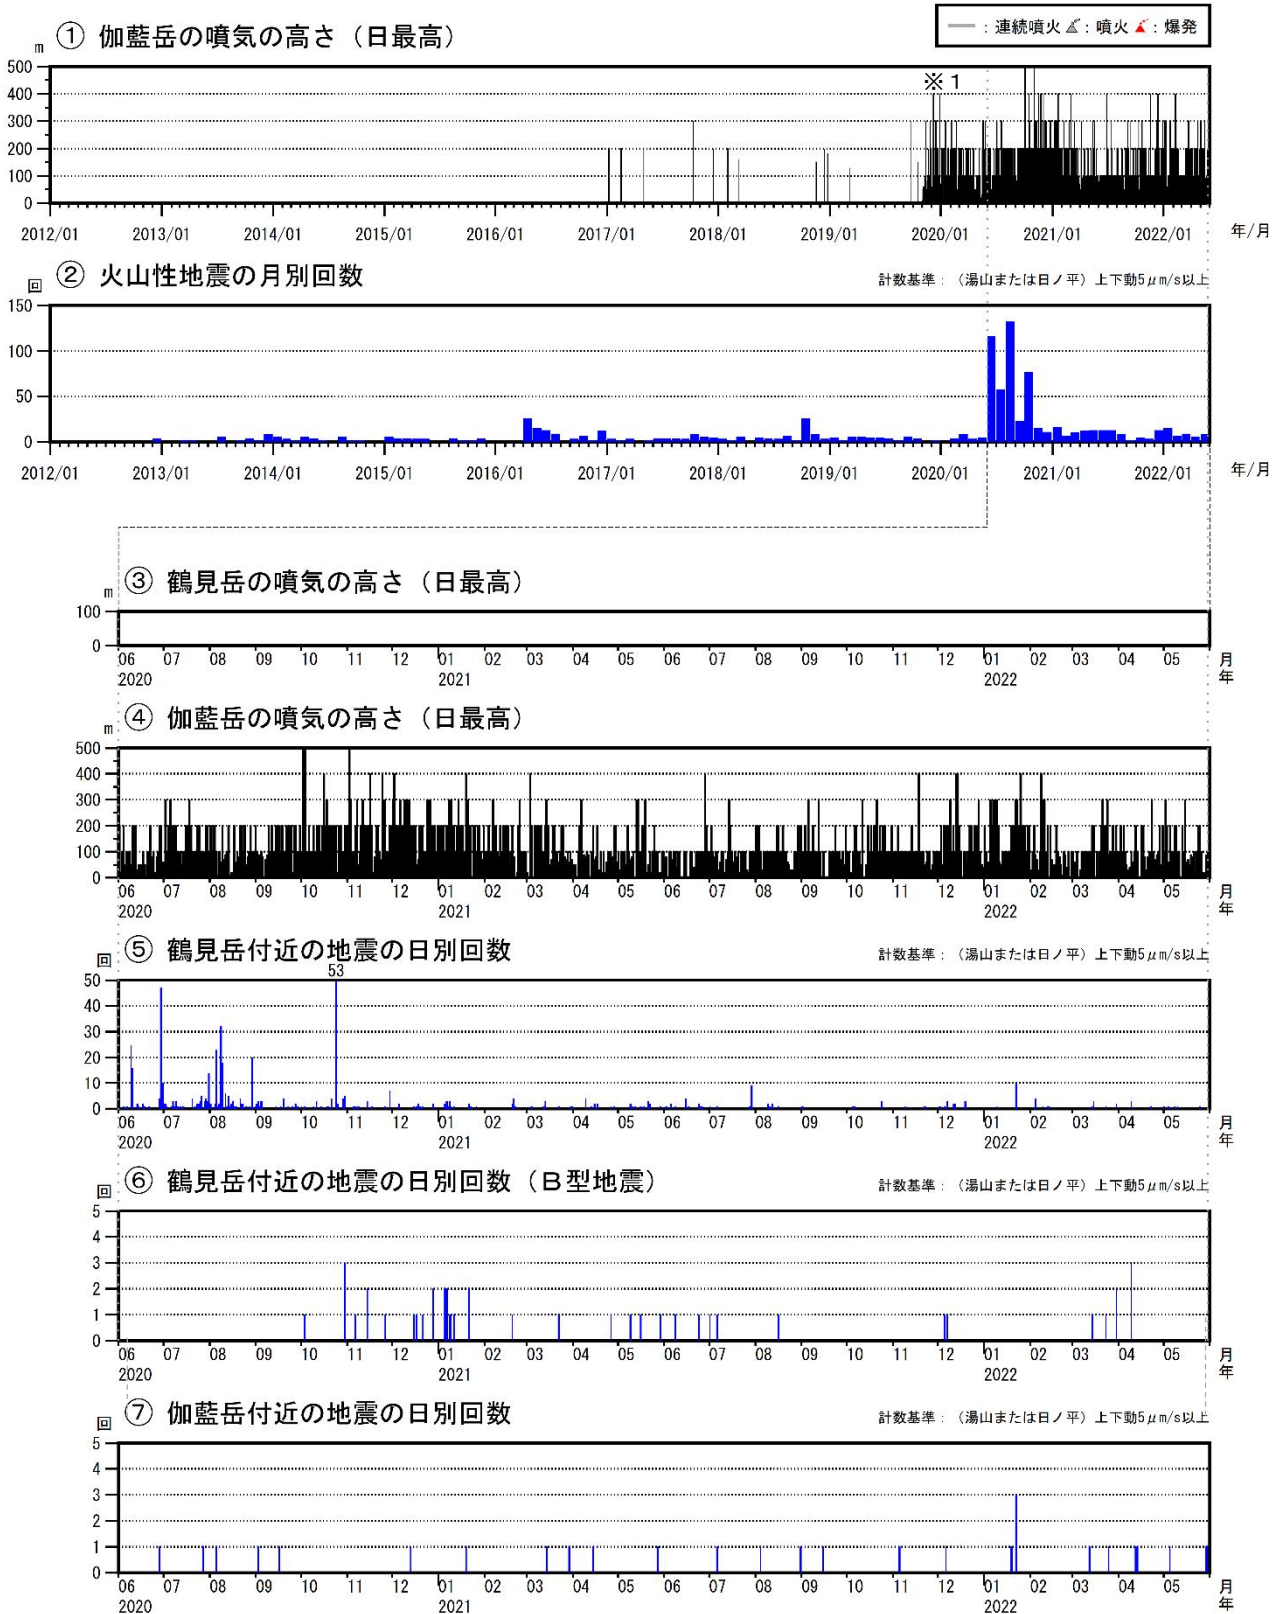 ━ : 連続噴火 : 噴火 : 爆発
① 伽藍岳の噴気の高さ（日最高）
m
500
400
300
200
100
0
※1
2012/01 2013/01 2014/01 2015/01 2016/01 2017/01 2018/01 2019/01 2020/01 2021/01 2022/01 年/月
② 火山性地震の月別回数
計数基準：（湯山または日ノ平）上下動5μm/s以上
回
150
100
50
0
2012/01 2013/01 2014/01 2015/01 2016/01 2017/01 2018/01 2019/01 2020/01 2021/01 2022/01 年/月
③ 鶴見岳の噴気の高さ（日最高）
m
100
0
06 07 08 09 10 11 12 01 02 03 04 05 06 07 08 09 10 11 12 01 02 03 04 05 月
2020 2021 2022 年
④ 伽藍岳の噴気の高さ（日最高）
m
500
400
300
200
100
0
06 07 08 09 10 11 12 01 02 03 04 05 06 07 08 09 10 11 12 01 02 03 04 05 月
2020 2021 2022 年
⑤ 鶴見岳付近の地震の日別回数
計数基準：（湯山または日ノ平）上下動5μm/s以上
回
53
50
40
30
20
10
0
06 07 08 09 10 11 12 01 02 03 04 05 06 07 08 09 10 11 12 01 02 03 04 05 月
2020 2021 2022 年
⑥ 鶴見岳付近の地震の日別回数（Ｂ型地震）
計数基準：（湯山または日ノ平）上下動5μm/s以上
回
5
4
3
2
1
0
06 07 08 09 10 11 12 01 02 03 04 05 06 07 08 09 10 11 12 01 02 03 04 05 月
2020 2021 2022 年
⑦ 伽藍岳付近の地震の日別回数
計数基準：（湯山または日ノ平）上下動5μm/s以上
回
5
4
3
2
1
0
06 07 08 09 10 11 12 01 02 03 04 05 06 07 08 09 10 11 12 01 02 03 04 05 月
2020 2021 2022 年